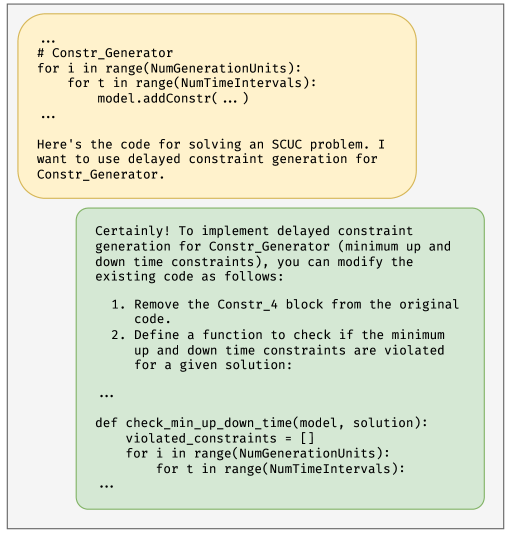 ...
# Constr_Generator
for i in range(NumGenerationUnits):
    for t in range(NumTimeIntervals):
        model.addConstr(...)
...
Here's the code for solving an SCUC problem. I
want to use delayed constraint generation for
Constr_Generator.
Certainly! To implement delayed constraint
generation for Constr_Generator (minimum up and
down time constraints), you can modify the
existing code as follows:
1. Remove the Constr_4 block from the original
code.
2. Define a function to check if the minimum
up and down time constraints are violated
for a given solution:
...
def check_min_up_down_time(model, solution):
    violated_constraints = []
    for i in range(NumGenerationUnits):
        for t in range(NumTimeIntervals):
...